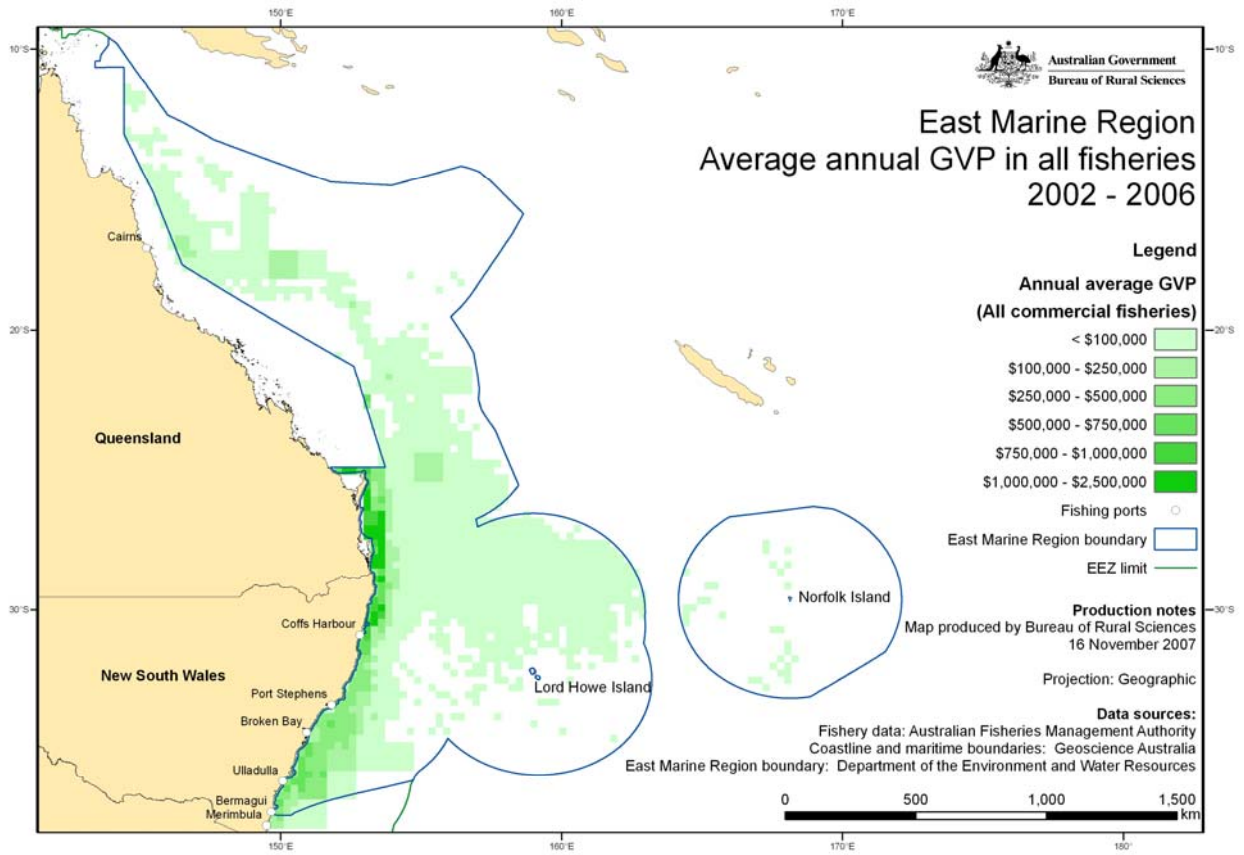 150°E
160°E
170°E
10°S
10°S
Australian Government
Bureau of Rural Sciences
East Marine Region
Average annual GVP in all fisheries
2002 - 2006
Legend
Annual average GVP
(All commercial fisheries)
< $100,000
$100,000 - $250,000
$250,000 - $500,000
$500,000 - $750,000
$750,000 - $1,000,000
$1,000,000 - $2,500,000
Fishing ports
East Marine Region boundary
EEZ limit
Cairns
20°S
20°S
Queensland
30°S
30°S
Coffs Harbour
New South Wales
Port Stephens
Broken Bay
Ulladulla
Bermagui
Merimbula
Lord Howe Island
Norfolk Island
Production notes
Map produced by Bureau of Rural Sciences
16 November 2007
Projection: Geographic
Data sources:
Fishery data: Australian Fisheries Management Authority
Coastline and maritime boundaries: Geoscience Australia
East Marine Region boundary: Department of the Environment and Water Resources
0 500 1,000 1,500
km
150°E
160°E
170°E
180°